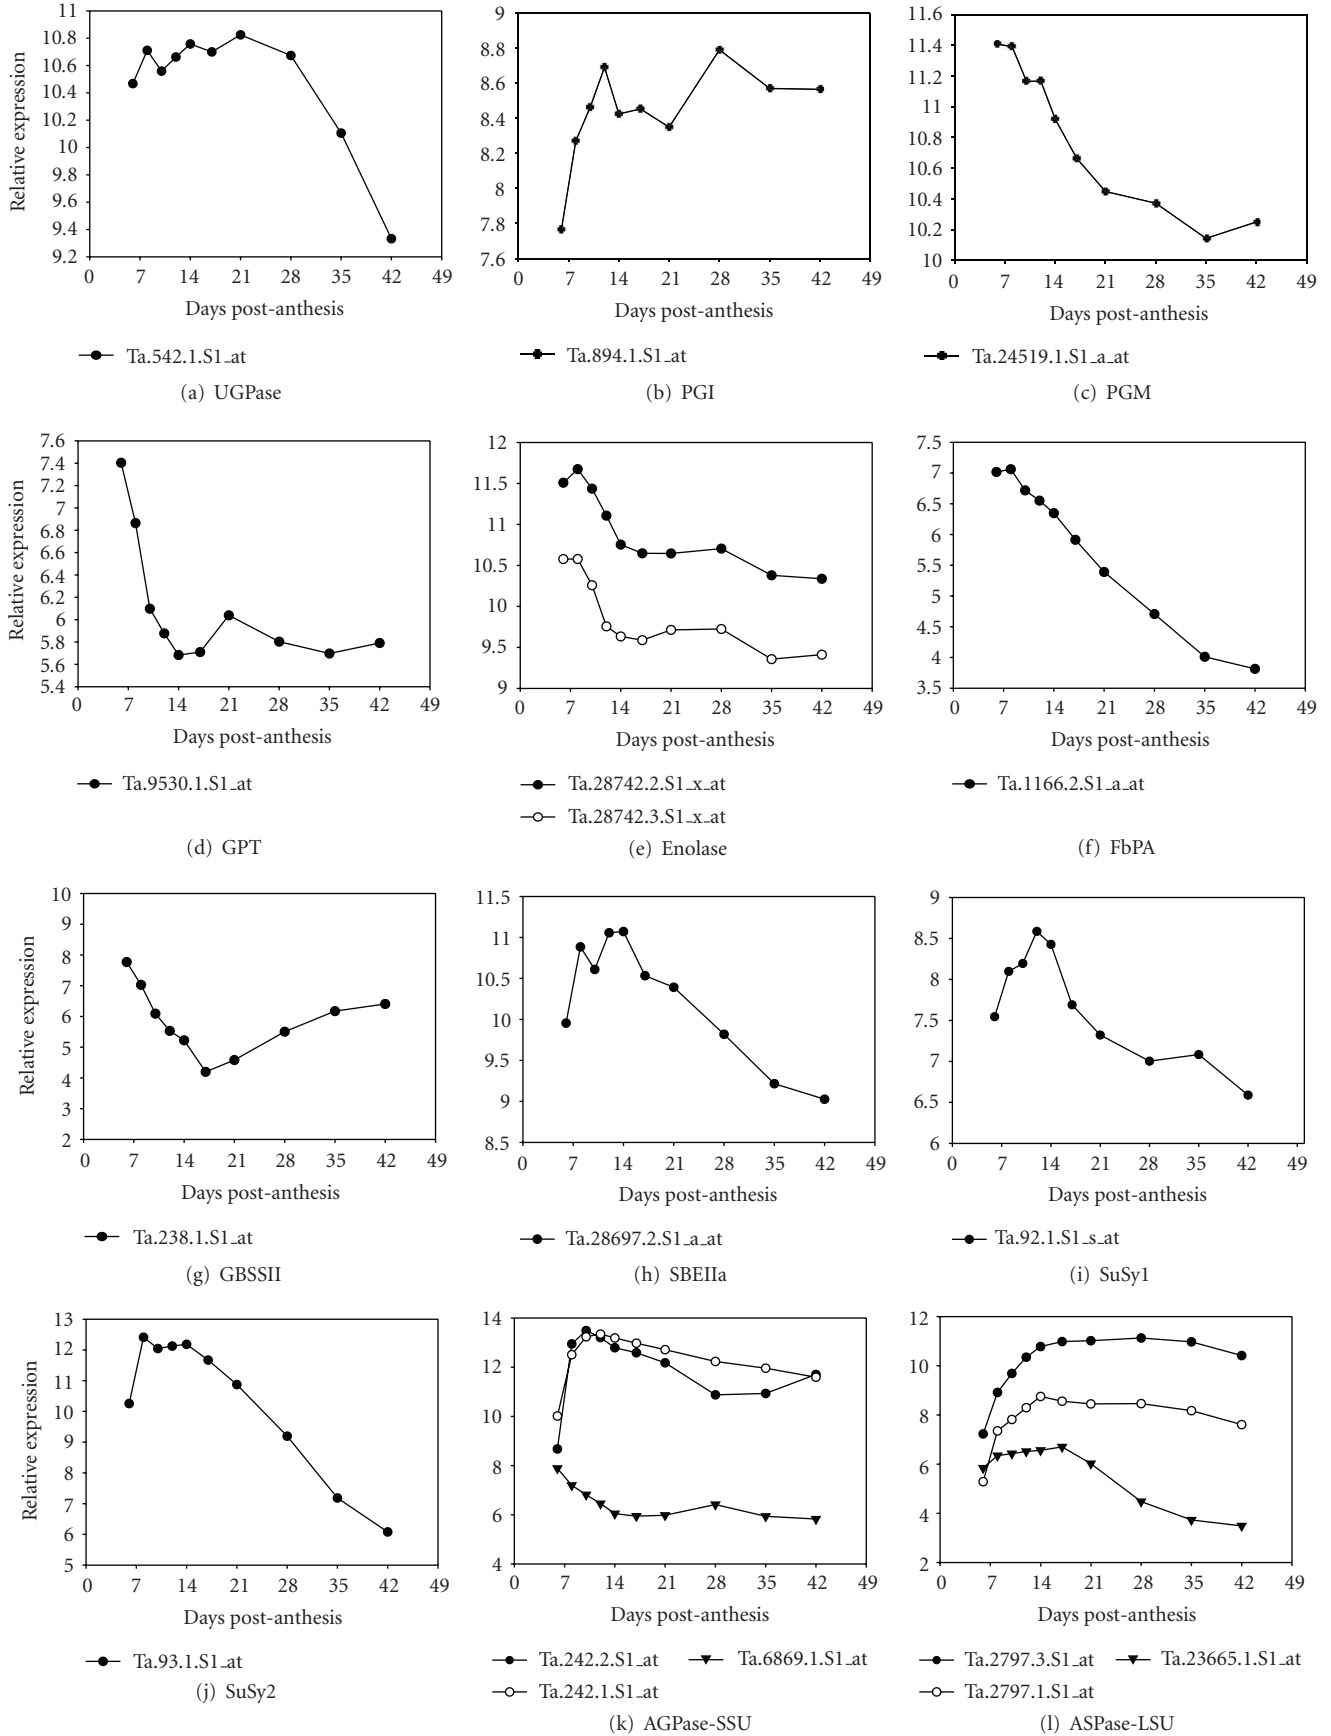 Relative expression
11
10.8
10.6
10.4
10.2
10
9.8
9.6
9.4
9.2
0 7 14 21 28 35 42 49
Days post-anthesis
Ta.542.1.S1_at
(a) UGPase
9
8.8
8.6
8.4
8.2
8
7.8
7.6
0 7 14 21 28 35 42 49
Days post-anthesis
Ta.894.1.S1_at
(b) PGI
11.6
11.4
11.2
11
10.8
10.6
10.4
10.2
10
0 7 14 21 28 35 42 49
Days post-anthesis
Ta.24519.1.S1_a_at
(c) PGM
Relative expression
7.6
7.4
7.2
7
6.8
6.6
6.4
6.2
6
5.8
5.6
5.4
0 7 14 21 28 35 42 49
Days post-anthesis
Ta.9530.1.S1_at
(d) GPT
12
11.5
11
10.5
10
9.5
9
0 7 14 21 28 35 42 49
Days post-anthesis
Ta.28742.2.S1_x_at
Ta.28742.3.S1_x_at
(e) Enolase
7.5
7
6.5
6
5.5
5
4.5
4
3.5
0 7 14 21 28 35 42 49
Days post-anthesis
Ta.1166.2.S1_a_at
(f) FbPA
Relative expression
10
9
8
7
6
5
4
3
2
0 7 14 21 28 35 42 49
Days post-anthesis
Ta.238.1.S1_at
(g) GBSSII
11.5
11
10.5
10
9.5
9
8.5
0 7 14 21 28 35 42 49
Days post-anthesis
Ta.28697.2.S1_a_at
(h) SBEIIa
9
8.5
8
7.5
7
6.5
6
0 7 14 21 28 35 42 49
Days post-anthesis
Ta.92.1.S1_s_at
(i) SuSy1
Relative expression
13
12
11
10
9
8
7
6
5
0 7 14 21 28 35 42 49
Days post-anthesis
Ta.93.1.S1_at
(j) SuSy2
14
12
10
8
6
4
0 7 14 21 28 35 42 49
Days post-anthesis
Ta.242.2.S1_at Ta.6869.1.S1_at
Ta.242.1.S1_at
(k) AGPase-SSU
12
10
8
6
4
2
0 7 14 21 28 35 42 49
Days post-anthesis
Ta.2797.3.S1_at Ta.23665.1.S1_at
Ta.2797.1.S1_at
(l) ASPase-LSU